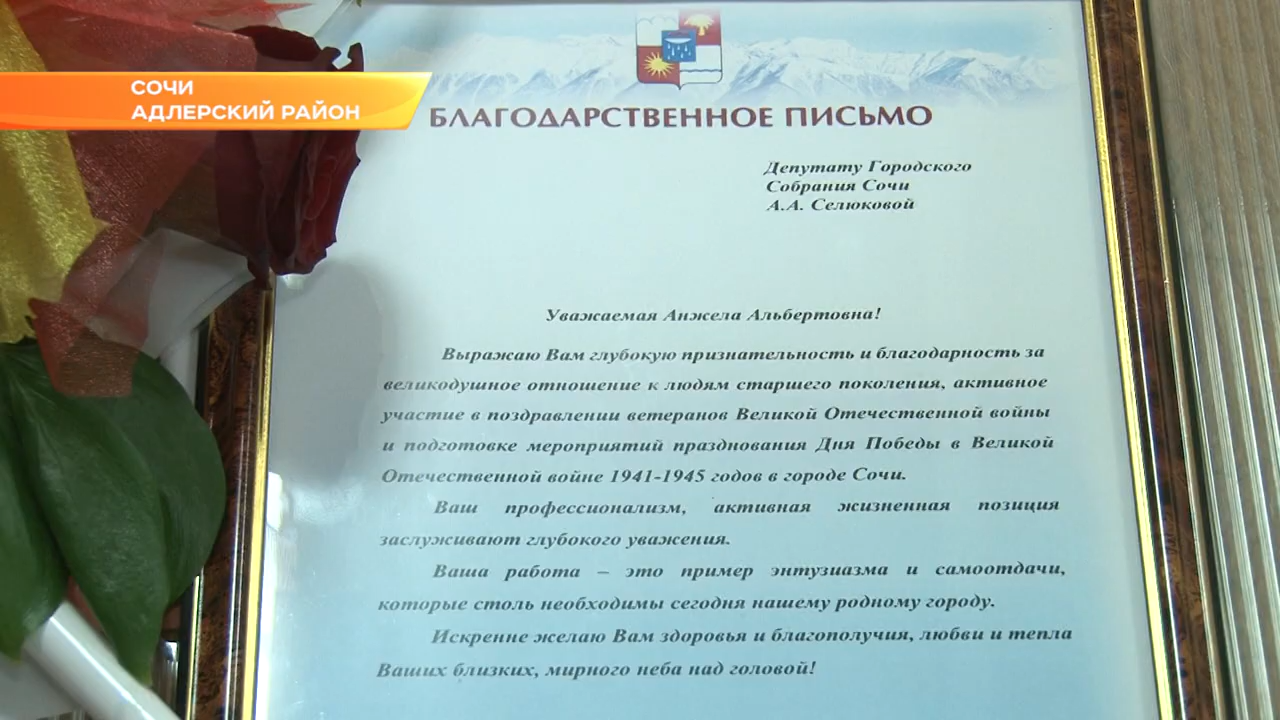 СОЧИ
АДЛЕРСКИЙ РАЙОН
БЛАГОДАРСТВЕННОЕ ПИСЬМО
Депутату Городского
Собрания Сочи
А.А. Селюковой
Уважаемая Анжела Альбертовна!
Выражаю Вам глубокую признательность и благодарность за
великодушное отношение к людям старшего поколения, активное
участие в поздравлении ветеранов Великой Отечественной войны
и подготовке мероприятий празднования Дня Победы в Великой
Отечественной войне 1941-1945 годов в городе Сочи.
Ваш профессионализм, активная жизненная позиция
заслуживают глубокого уважения.
Ваша работа – это пример энтузиазма и самоотдачи,
которые столь необходимы сегодня нашему родному городу.
Искренне желаю Вам здоровья и благополучия, любви и тепла
Ваших близких, мирного неба над головой!